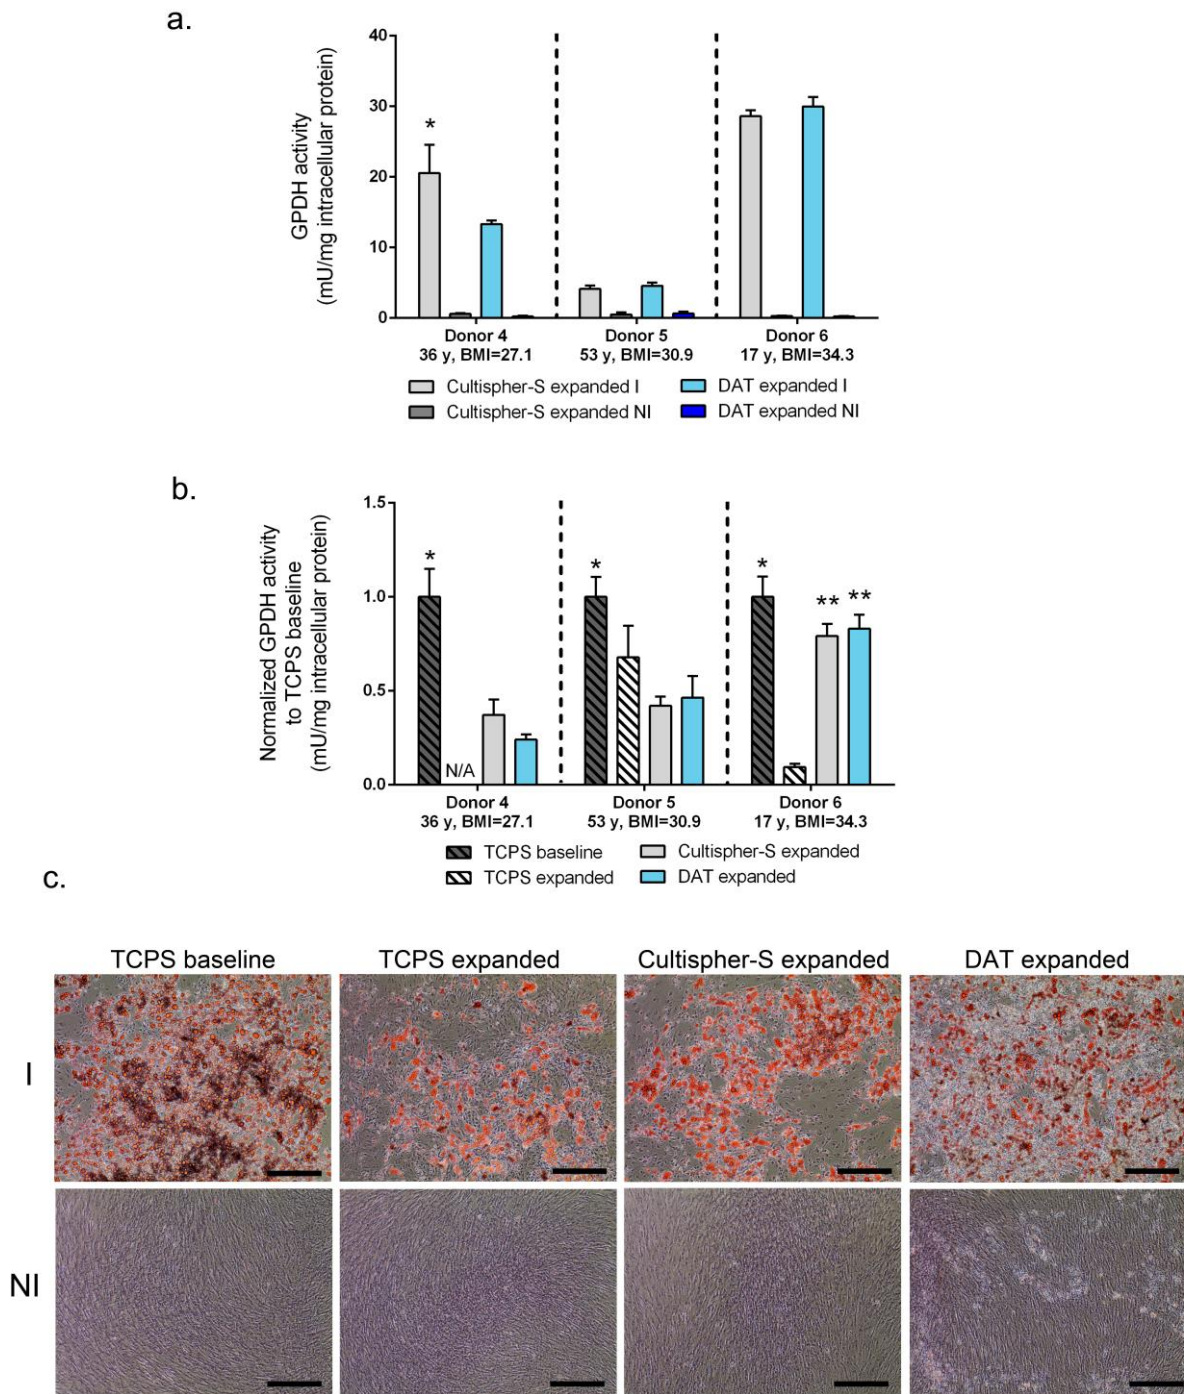 a.
GPDH activity
(mU/mg intracellular protein)
40
30
20
10
0
*
Donor 4
36 y, BMI=27.1
Donor 5
53 y, BMI=30.9
Donor 6
17 y, BMI=34.3
Cultispher-S expanded I
DAT expanded I
Cultispher-S expanded NI
DAT expanded NI
b.
Normalized GPDH activity
to TCPS baseline
(mU/mg intracellular protein)
1.5
1.0
0.5
0.0
*
N/A
*
*
**
**
Donor 4
36 y, BMI=27.1
Donor 5
53 y, BMI=30.9
Donor 6
17 y, BMI=34.3
TCPS baseline
Cultispher-S expanded
TCPS expanded
DAT expanded
c.
TCPS baseline
TCPS expanded
Cultispher-S expanded
DAT expanded
I
NI